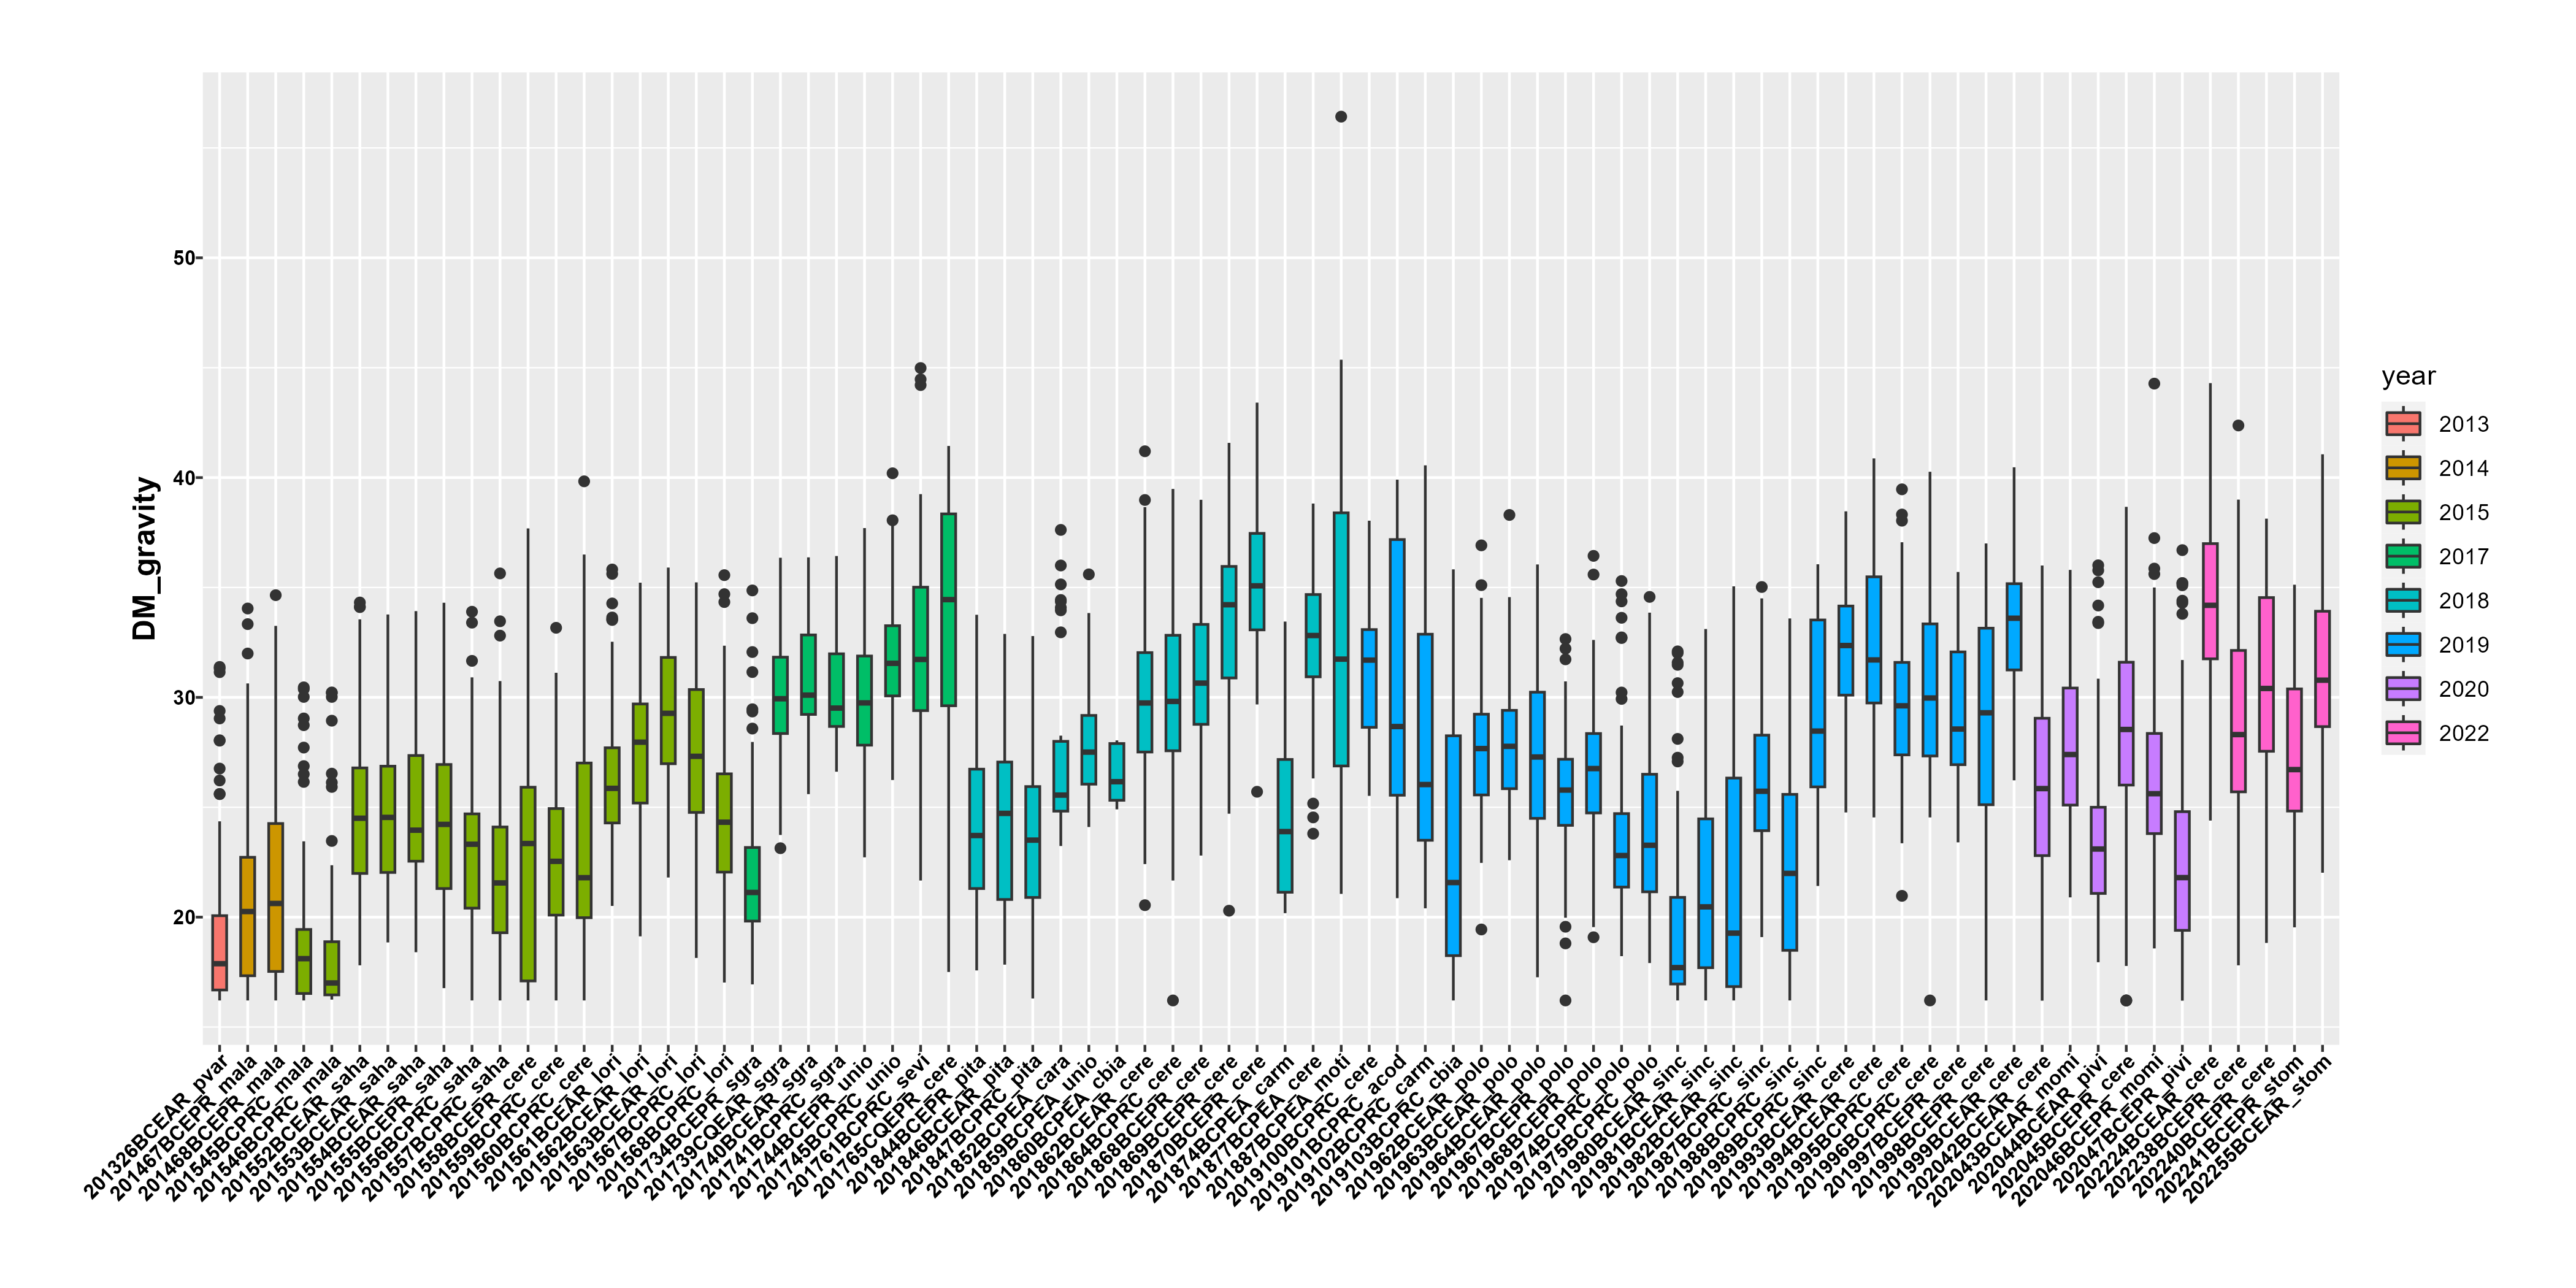 50
40
30
20
DM_gravity
201326BCEAR_pvar
201467BCEPR_mala
201468BCEPR_mala
201545BCPRC_mala
201546BCPRC_mala
201552BCEAR_saha
201553BCEAR_saha
201554BCEAR_saha
201555BCEPR_saha
201556BCPRC_saha
201557BCPRC_saha
201558BCEPR_cere
201559BCPRC_cere
201560BCPRC_cere
201561BCEAR_lori
201562BCEAR_lori
201563BCEAR_lori
201567BCPRC_lori
201568BCPRC_lori
201734BCEPR_sgra
201739CQEAR_sgra
201740BCEAR_sgra
201741BCPRC_sgra
201744BCEPR_unio
201745BCPRC_unio
201761BCPRC_sevi
201765CQEPR_cere
201844BCEPR_pita
201846BCEAR_pita
201847BCPRC_pita
201852BCPEA_cara
201859BCPEA_unio
201860BCPEA_cbia
201862BCEAR_cere
201864BCPRC_cere
201868BCEPR_cere
201869BCEPR_cere
201870BCEPR_cere
201874BCPEA_carm
201877BCPEA_cere
201887BCPEA_moti
2019100BCPRC_cere
2019101BCPRC_acod
2019102BCPRC_carm
2019103BCPRC_cbia
201962BCEAR_polo
201963BCEAR_polo
201964BCEAR_polo
201967BCEPR_polo
201968BCEPR_polo
201974BCPRC_polo
201975BCPRC_polo
201980BCEAR_sinc
201981BCEAR_sinc
201982BCEAR_sinc
201987BCPRC_sinc
201988BCPRC_sinc
201989BCPRC_sinc
201993BCEAR_cere
201994BCEAR_cere
201995BCPRC_cere
201996BCPRC_cere
201997BCEPR_cere
201998BCEPR_cere
201999BCEAR_cere
202042BCEAR_cere
202043BCEAR_momi
202044BCEAR_pivi
202045BCEPR_cere
202046BCEPR_momi
202047BCEPR_pivi
202224BCEAR_cere
202238BCEPR_cere
202240BCEPR_cere
202241BCEPR_stom
202255BCEAR_stom
year
2013
2014
2015
2017
2018
2019
2020
2022